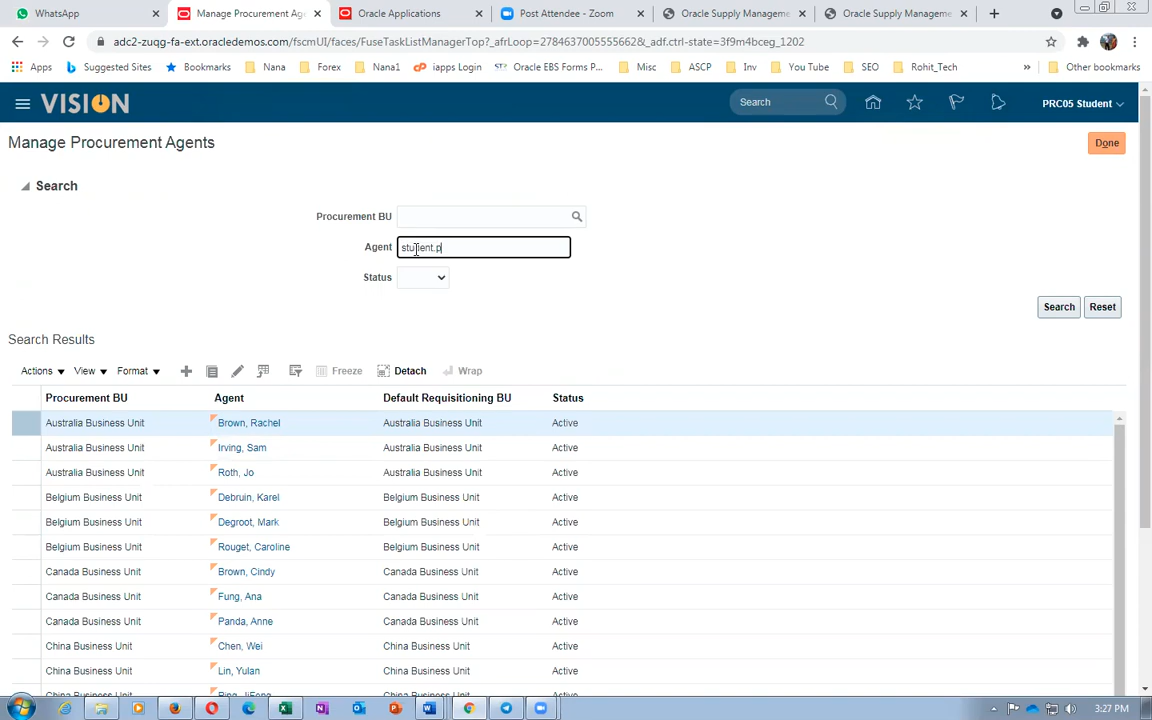 WhatsApp
Manage Procurement Age
Oracle Applications
Post Attendee - Zoom
Oracle Supply Manageme
Oracle Supply Manageme
adc2-zuqg-fa-ext.oracledemos.com/fscmUI/faces/FuseTaskListManagerTop?_afrLoop=2784637005555662&_adf.ctrl-state=3f9m4bceg_1202
Apps Suggested Sites Bookmarks Nana Forex Nana1 iapps Login Oracle EBS Forms P... Misc ASCP Inv You Tube SEO Rohit_Tech » Other bookmarks
VISION
Search
PRC05 Student
Manage Procurement Agents
Done
Search
Procurement BU
Agent student.p
Status
Search Reset
Search Results
Actions View Format Freeze Detach Wrap
Procurement BU Agent Default Requisitioning BU Status
Australia Business Unit Brown, Rachel Australia Business Unit Active
Australia Business Unit Irving, Sam Australia Business Unit Active
Australia Business Unit Roth, Jo Australia Business Unit Active
Belgium Business Unit Debruin, Karel Belgium Business Unit Active
Belgium Business Unit Degroot, Mark Belgium Business Unit Active
Belgium Business Unit Rouget, Caroline Belgium Business Unit Active
Canada Business Unit Brown, Cindy Canada Business Unit Active
Canada Business Unit Fung, Ana Canada Business Unit Active
Canada Business Unit Panda, Anne Canada Business Unit Active
China Business Unit Chen, Wei China Business Unit Active
China Business Unit Lin, Yulan China Business Unit Active
China Business Unit China Business Unit Active
3:27 PM